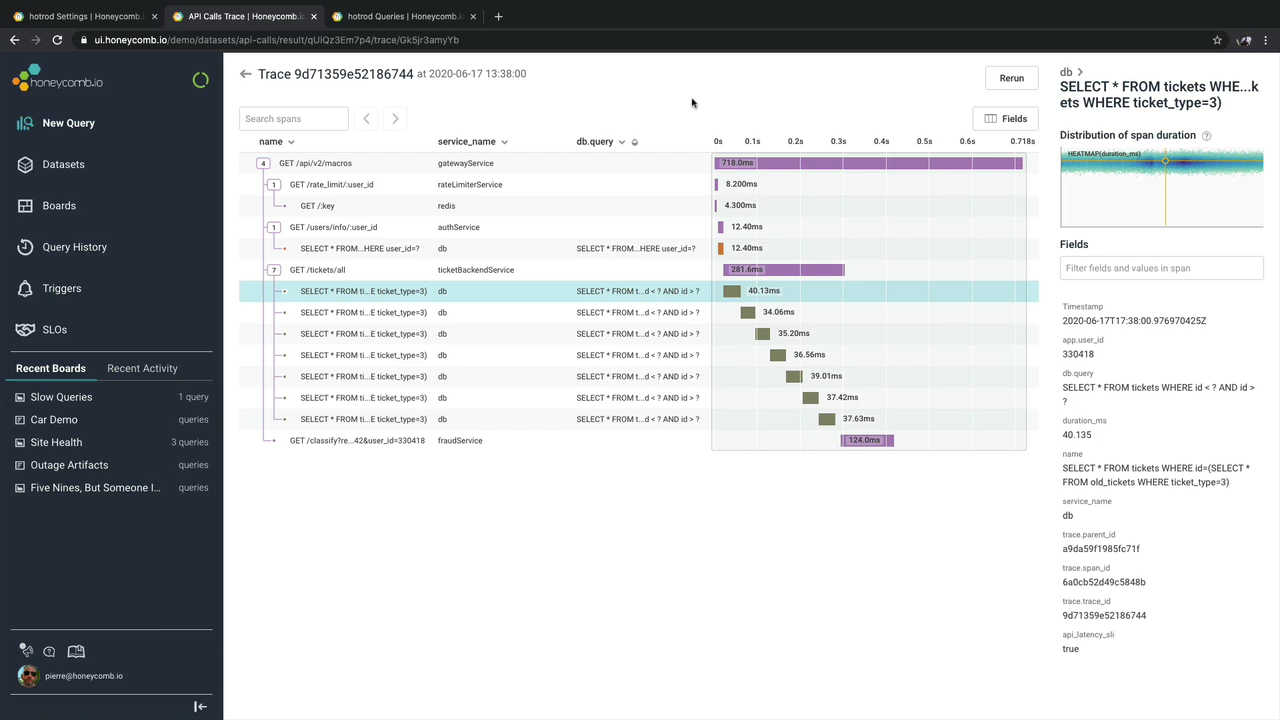 hotrod Settings | Honeycomb.
API Calls Trace | Honeycomb.io
hotrod Queries | Honeycomb.io
ui.honeycomb.io/demo/datasets/api-calls/result/qUiQz3Em7p4/trace/Gk5jr3amyYb
honeycomb.io
New Query
Datasets
Boards
Query History
Triggers
SLOs
Recent Boards Recent Activity
Slow Queries 1 query
Car Demo queries
Site Health 3 queries
Outage Artifacts queries
Five Nines, But Someone I... queries
pierre@honeycomb.io
Trace 9d71359e52186744 at 2020-06-17 13:38:00
Rerun
Search spans
Fields
name service_name db.query 0s 0.1s 0.2s 0.3s 0.4s 0.5s 0.6s 0.718s
4 GET /api/v2/macros gatewayService 718.0ms
1 GET /rate_limit/:user_id rateLimiterService 8.200ms
GET /:key redis 4.300ms
1 GET /users/info/:user_id authService 12.40ms
SELECT * FROM...HERE user_id=? db SELECT * FROM...HERE user_id=? 12.40ms
7 GET /tickets/all ticketBackendService 281.6ms
SELECT * FROM ti...E ticket_type=3) db SELECT * FROM t...d < ? AND id > ? 40.13ms
SELECT * FROM ti...E ticket_type=3) db SELECT * FROM t...d < ? AND id > ? 34.06ms
SELECT * FROM ti...E ticket_type=3) db SELECT * FROM t...d < ? AND id > ? 35.20ms
SELECT * FROM ti...E ticket_type=3) db SELECT * FROM t...d < ? AND id > ? 36.56ms
SELECT * FROM ti...E ticket_type=3) db SELECT * FROM t...d < ? AND id > ? 39.01ms
SELECT * FROM ti...E ticket_type=3) db SELECT * FROM t...d < ? AND id > ? 37.42ms
SELECT * FROM ti...E ticket_type=3) db SELECT * FROM t...d < ? AND id > ? 37.63ms
GET /classify?re...42&user_id=330418 fraudService 124.0ms
db >
SELECT * FROM tickets WHE...k
ets WHERE ticket_type=3)
Distribution of span duration
HEATMAP(duration_ms)
Fields
Filter fields and values in span
Timestamp
2020-06-17T17:38:00.976970425Z
app.user_id
330418
db.query
SELECT * FROM tickets WHERE id < ? AND id >
?
duration_ms
40.135
name
SELECT * FROM tickets WHERE id=(SELECT *
FROM old_tickets WHERE ticket_type=3)
service_name
db
trace.parent_id
a9da59f1985fc71f
trace.span_id
6a0cb52d49c5848b
trace.trace_id
9d71359e52186744
api_latency_sli
true